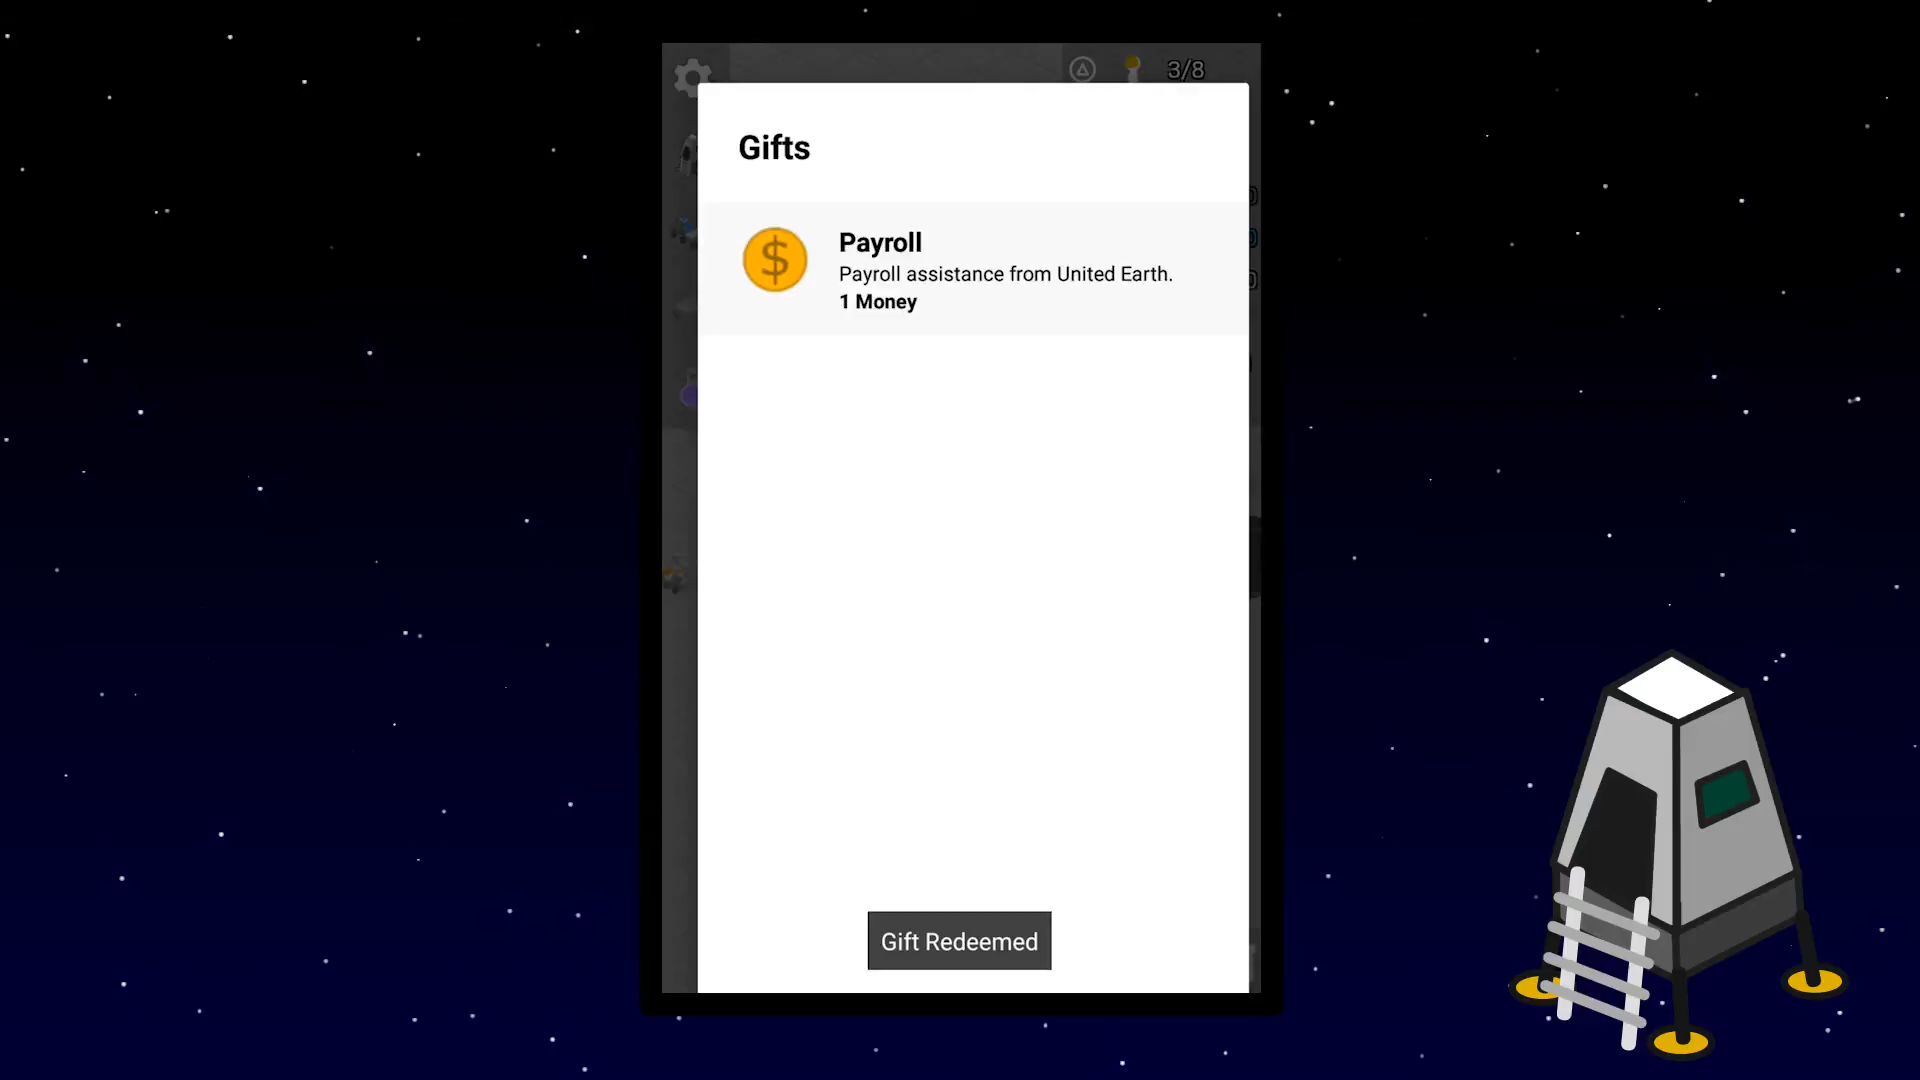 3/8
Gifts
Payroll
Payroll assistance from United Earth.
1 Money
Gift Redeemed